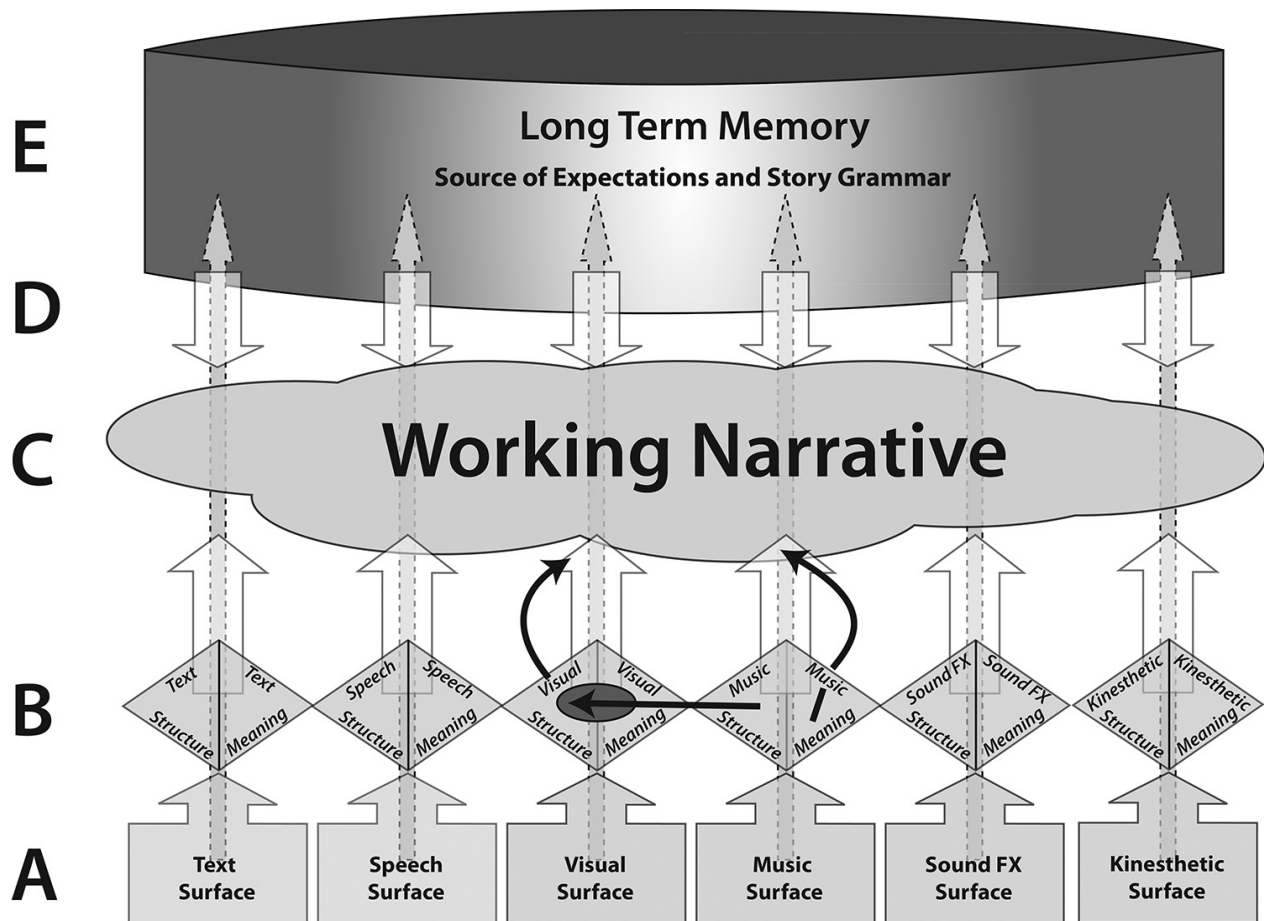 E
Long Term Memory
Source of Expectations and Story Grammar
D
C
Working Narrative
B
Text
Structure
Text
Meaning
Speech
Structure
Speech
Meaning
Visual
Structure
Visual
Meaning
Music
Structure
Music
Meaning
Sound FX
Structure
Sound FX
Meaning
Kinesthetic
Structure
Kinesthetic
Meaning
A
Text
Surface
Speech
Surface
Visual
Surface
Music
Surface
Sound FX
Surface
Kinesthetic
Surface